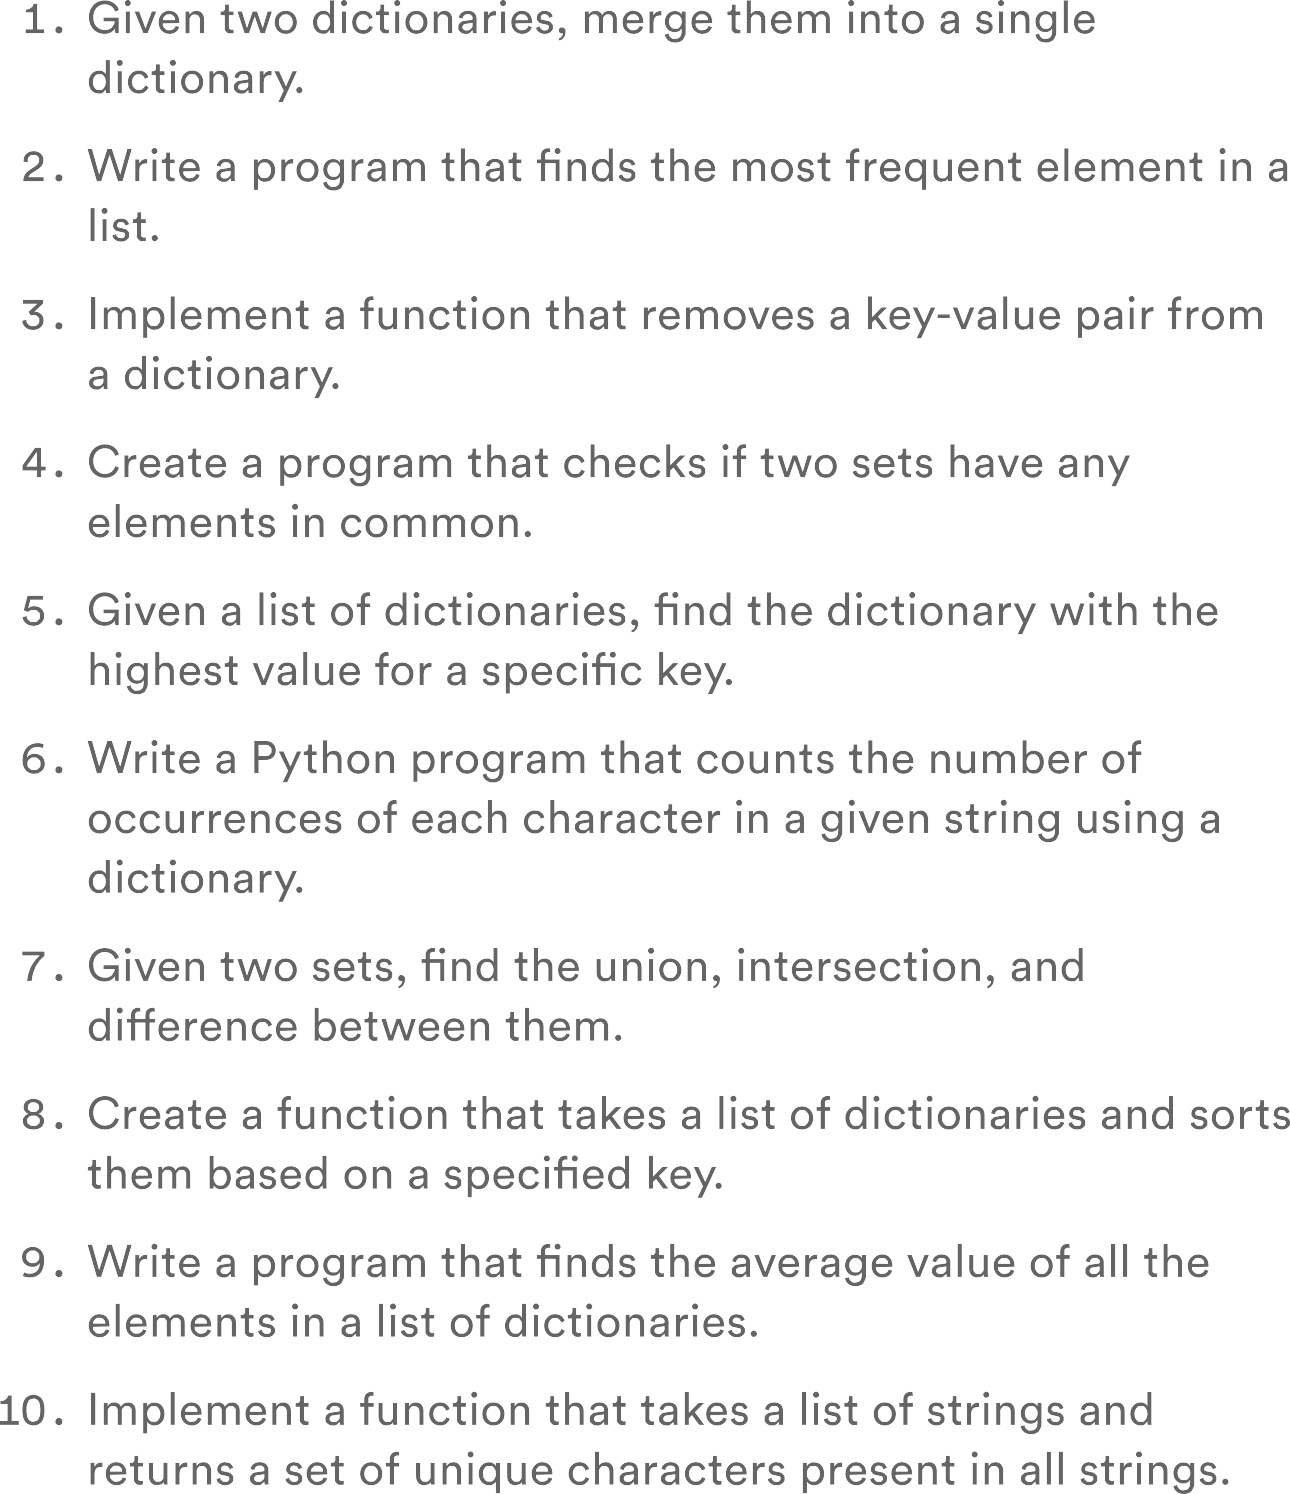 1. Given two dictionaries, merge them into a single
dictionary.
2. Write a program that finds the most frequent element in a
list.
3. Implement a function that removes a key-value pair from
a dictionary.
4. Create a program that checks if two sets have any
elements in common.
5. Given a list of dictionaries, find the dictionary with the
highest value for a specific key.
6. Write a Python program that counts the number of
occurrences of each character in a given string using a
dictionary.
7. Given two sets, find the union, intersection, and
difference between them.
8. Create a function that takes a list of dictionaries and sorts
them based on a specified key.
9. Write a program that finds the average value of all the
elements in a list of dictionaries.
10. Implement a function that takes a list of strings and
returns a set of unique characters present in all strings.